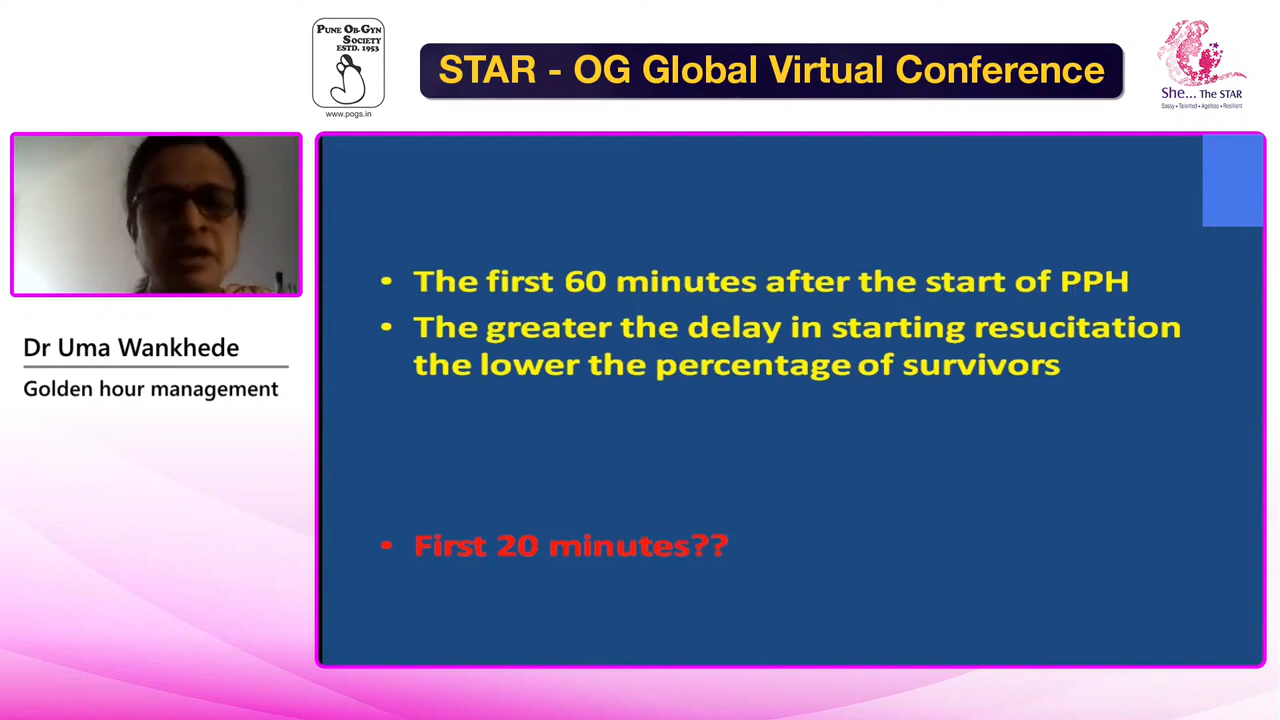 PUNE OB-GYN
SOCIETY
ESTD. 1953
www.pogs.in
STAR - OG Global Virtual Conference
She... THE STAR
Sassy • Talented • Ageless • Resilient
Dr Uma Wankhede
Golden hour management
• The first 60 minutes after the start of PPH
• The greater the delay in starting resucitation
the lower the percentage of survivors
• First 20 minutes??